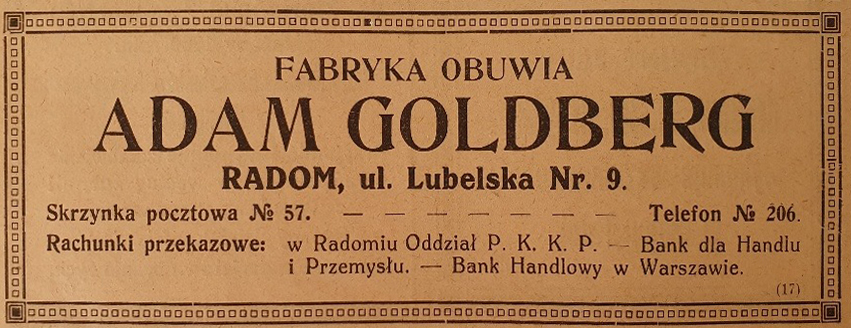 FABRYKA OBUWIA
ADAM GOLDBERG
RADOM, ul. Lubelska Nr. 9.
Skrzynka pocztowa № 57. — — — — — — — Telefon № 206.
Rachunki przekazowe: w Radomiu Oddział P. K. K. P. — Bank dla Handlu
i Przemysłu. — Bank Handlowy w Warszawie.
(17)